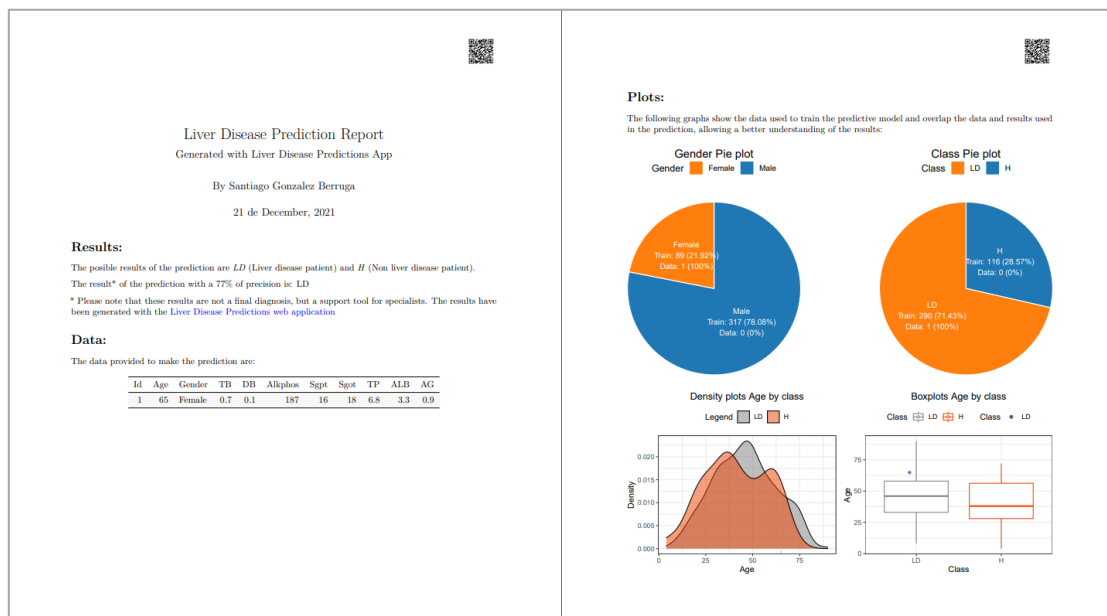 Liver Disease Prediction Report
Generated with Liver Disease Predictions App
By Santiago Gonzalez Berruga
21 de December, 2021
Results:
The posible results of the prediction are LD (Liver disease patient) and H (Non liver disease patient).
The result* of the prediction with a 77% of precision is: LD
* Please note that these results are not a final diagnosis, but a support tool for specialists. The results have
been generated with the Liver Disease Predictions web application
Data:
The data provided to make the prediction are:
Id Age Gender TB DB Alkphos Sgpt Sgot TP ALB AG
1 65 Female 0.7 0.1 187 16 18 6.8 3.3 0.9
Plots:
The following graphs show the data used to train the predictive model and overlap the data and results used
in the prediction, allowing a better understanding of the results:
Gender Pie plot
Gender Female Male
Female
Train: 89 (21.92%)
Data: 1 (100%)
Male
Train: 317 (78.08%)
Data: 0 (0%)
Class Pie plot
Class LD H
H
Train: 116 (28.57%)
Data: 0 (0%)
LD
Train: 290 (71.43%)
Data: 1 (100%)
Density plots Age by class
Legend LD H
Density
0.020
0.015
0.010
0.005
0.000
0 25 50 75
Age
Boxplots Age by class
Class LD H Class LD
Age
75
50
25
0
LD H
Class